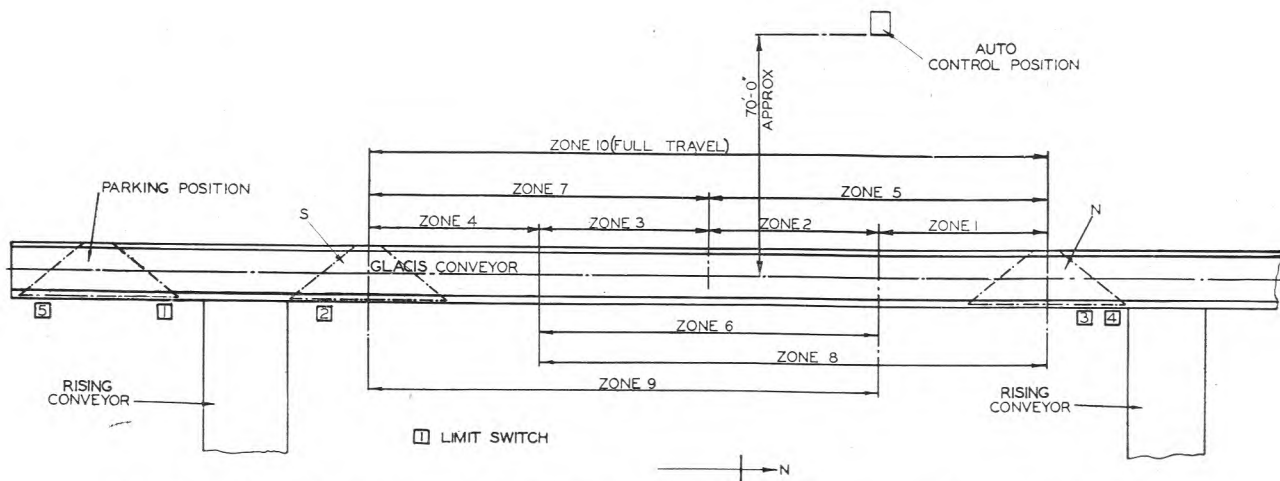 AUTO
CONTROL POSITION
70'-0"
APPROX
ZONE 10(FULL TRAVEL)
PARKING POSITION
ZONE 7
ZONE 5
S
N
ZONE 4
ZONE 3
ZONE 2
ZONE 1
GLACIS CONVEYOR
5
1
2
3
4
ZONE 6
ZONE 8
ZONE 9
RISING
CONVEYOR
RISING
CONVEYOR
1 LIMIT SWITCH
N